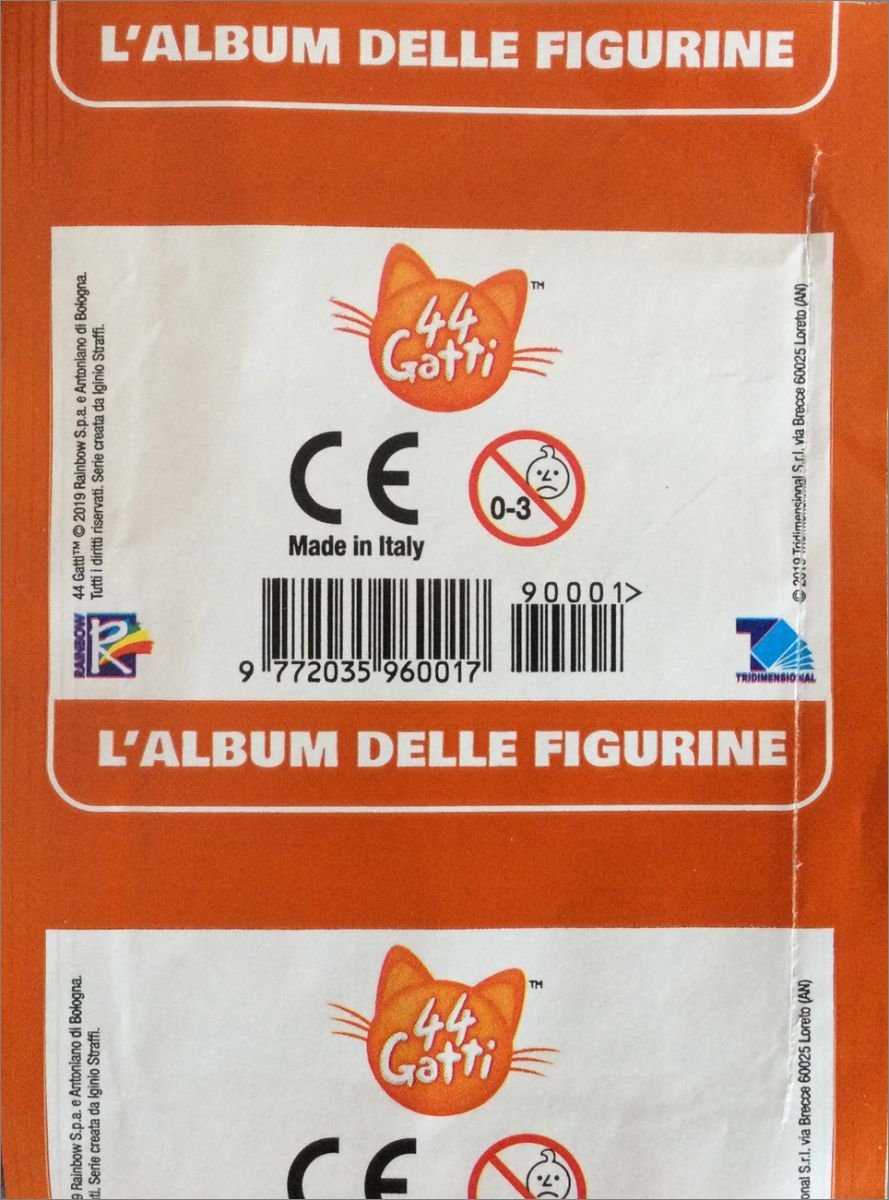 L'ALBUM DELLE FIGURINE
44 Gatti™ © 2019 Rainbow S.p.a. e Antoniano di Bologna.
Tutti i diritti riservati. Serie creata da Iginio Straffi.
44
Gatti
TM
CE
0-3
Made in Italy
90001>
9 772035 960017
RAINBOW
R
© 2019 Tridimensional S.r.l. via Brecce 60025 Loreto (AN)
TRIDIMENSIONAL
L'ALBUM DELLE FIGURINE
9 Rainbow S.p.a. e Antoniano di Bologna.
iti. Serie creata da Iginio Straffi.
44
Gatti
TM
CE
nal S.r.l. via Brecce 60025 Loreto (AN)